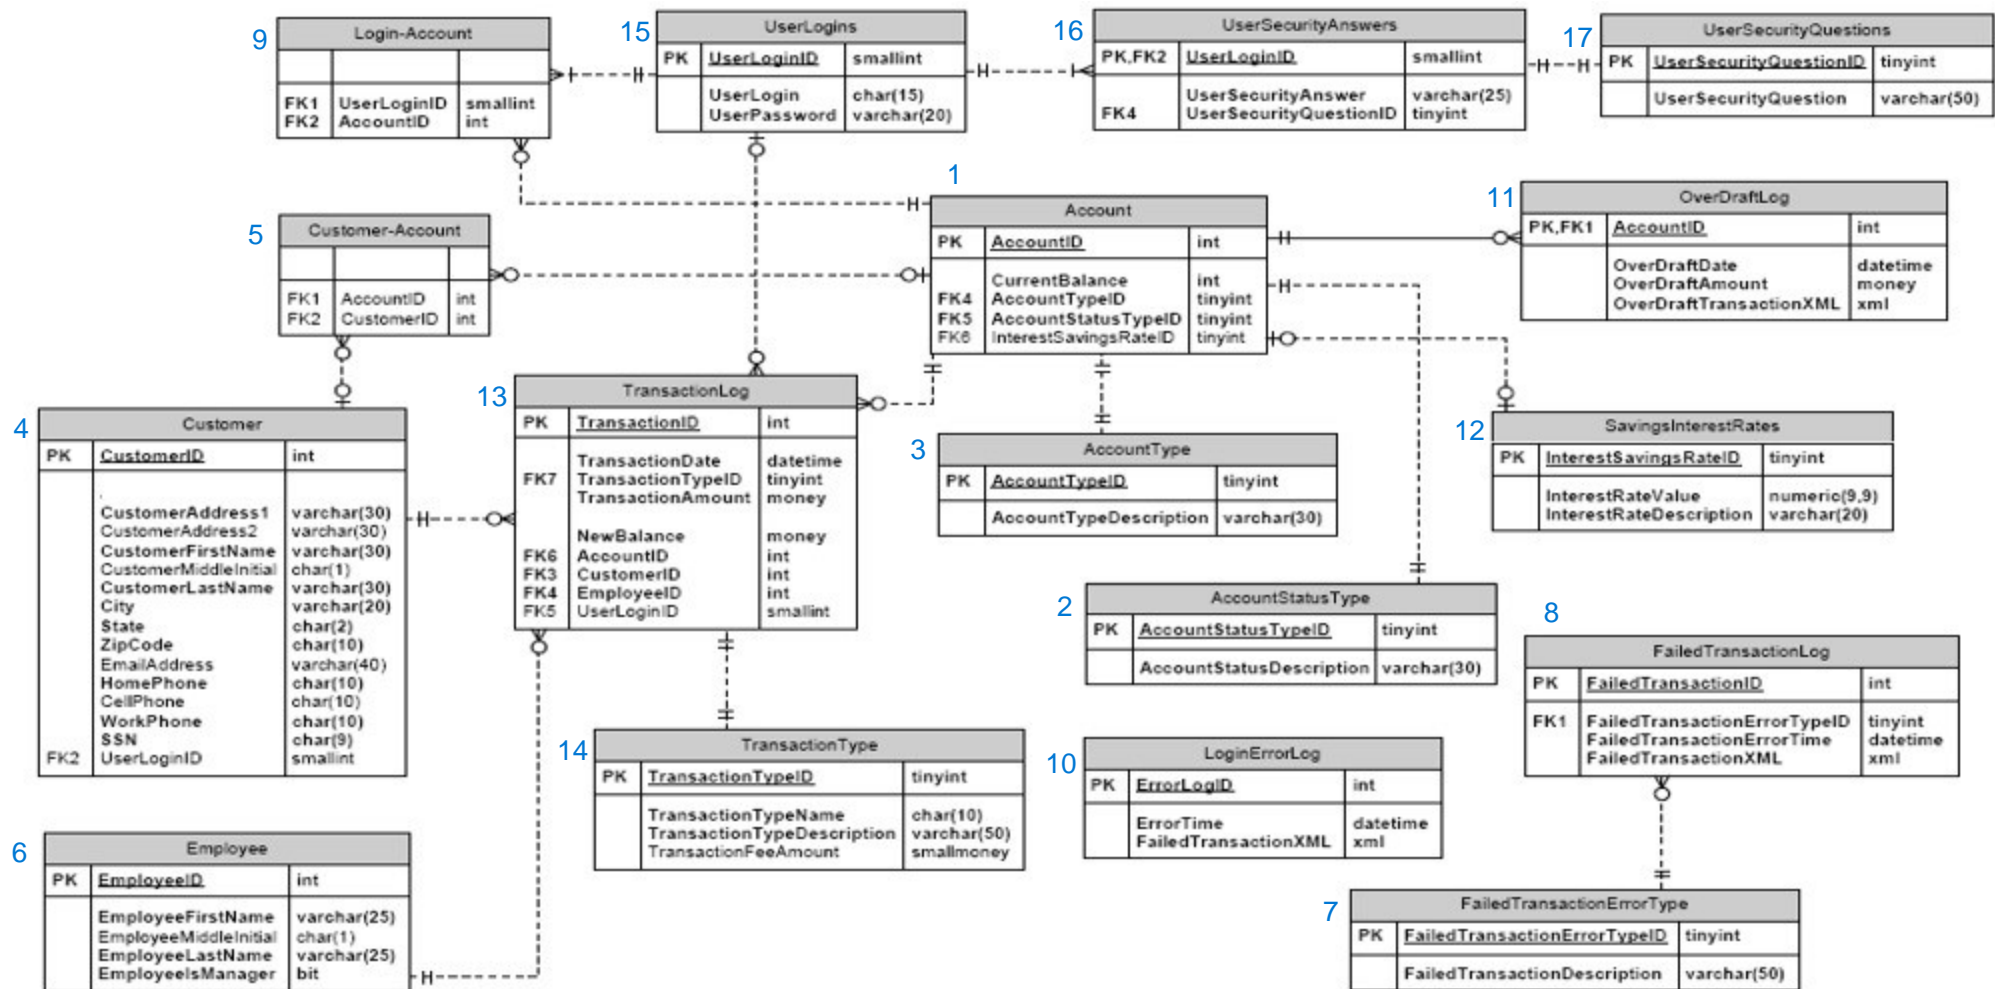 9
Login-Account
FK1 UserLoginID smallint
FK2 AccountID int
15
UserLogins
PK UserLoginID smallint
UserLogin char(15)
UserPassword varchar(20)
16
UserSecurityAnswers
PK,FK2 UserLoginID smallint
UserSecurityAnswer varchar(25)
FK4 UserSecurityQuestionID tinyint
17
UserSecurityQuestions
PK UserSecurityQuestionID tinyint
UserSecurityQuestion varchar(50)
5
Customer-Account
FK1 AccountID int
FK2 CustomerID int
1
Account
PK AccountID int
CurrentBalance int
FK4 AccountTypeID tinyint
FK5 AccountStatusTypeID tinyint
FK6 InterestSavingsRateID tinyint
11
OverDraftLog
PK,FK1 AccountID int
OverDraftDate datetime
OverDraftAmount money
OverDraftTransactionXML xml
4
Customer
PK CustomerID int
CustomerAddress1 varchar(30)
CustomerAddress2 varchar(30)
CustomerFirstName varchar(30)
CustomerMiddleInitial char(1)
CustomerLastName varchar(30)
City varchar(20)
State char(2)
ZipCode char(10)
EmailAddress varchar(40)
HomePhone char(10)
CellPhone char(10)
WorkPhone char(10)
SSN char(9)
FK2 UserLoginID smallint
13
TransactionLog
PK TransactionID int
TransactionDate datetime
FK7 TransactionTypeID tinyint
TransactionAmount money
NewBalance money
FK6 AccountID int
FK3 CustomerID int
FK4 EmployeeID int
FK5 UserLoginID smallint
3
AccountType
PK AccountTypeID tinyint
AccountTypeDescription varchar(30)
12
SavingsInterestRates
PK InterestSavingsRateID tinyint
InterestRateValue numeric(9,9)
InterestRateDescription varchar(20)
2
AccountStatusType
PK AccountStatusTypeID tinyint
AccountStatusDescription varchar(30)
8
FailedTransactionLog
PK FailedTransactionID int
FK1 FailedTransactionErrorTypeID tinyint
FailedTransactionErrorTime datetime
FailedTransactionXML xml
14
TransactionType
PK TransactionTypeID tinyint
TransactionTypeName char(10)
TransactionTypeDescription varchar(50)
TransactionFeeAmount smallmoney
10
LoginErrorLog
PK ErrorLogID int
ErrorTime datetime
FailedTransactionXML xml
6
Employee
PK EmployeeID int
EmployeeFirstName varchar(25)
EmployeeMiddleInitial char(1)
EmployeeLastName varchar(25)
EmployeeIsManager bit
7
FailedTransactionErrorType
PK FailedTransactionErrorTypeID tinyint
FailedTransactionDescription varchar(50)